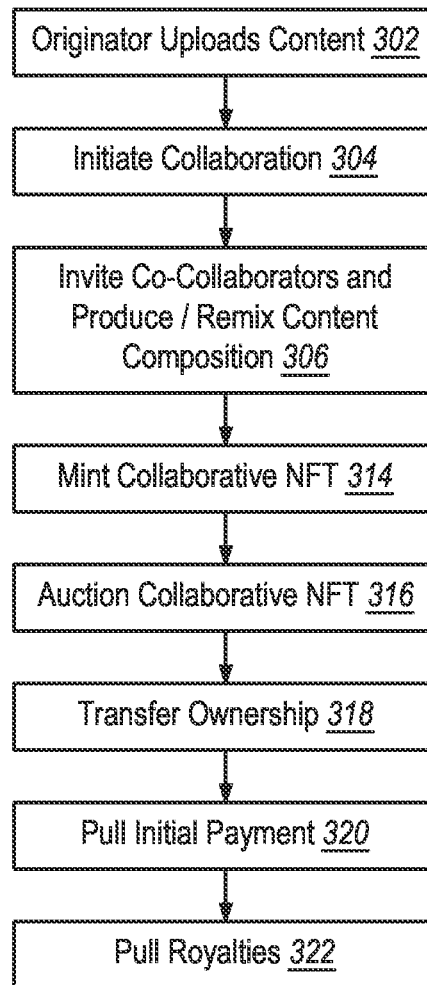 Originator Uploads Content 302
Initiate Collaboration 304
Invite Co-Collaborators and
Produce / Remix Content
Composition 306
Mint Collaborative NFT 314
Auction Collaborative NFT 316
Transfer Ownership 318
Pull Initial Payment 320
Pull Royalties 322